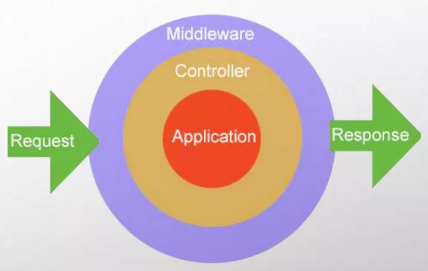 Middleware
Controller
Request
Application
Response